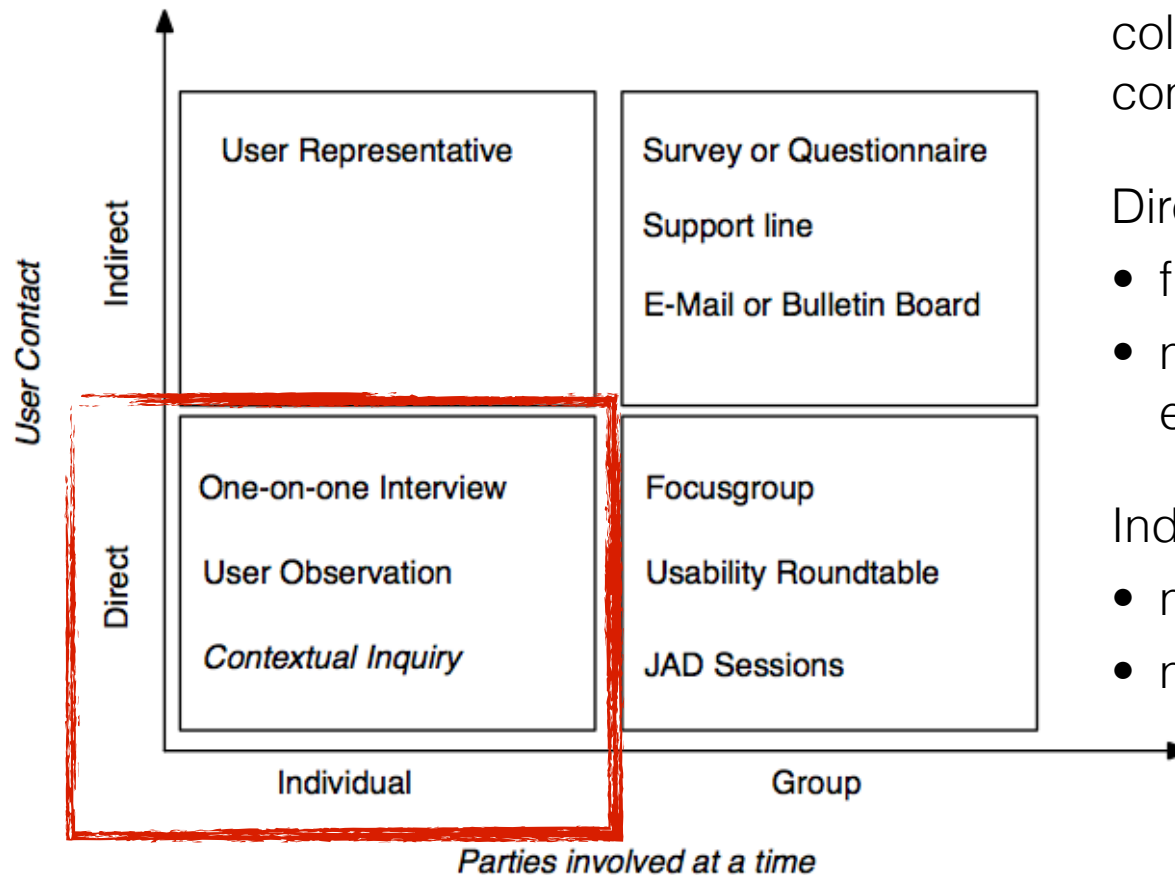 User Representative
Survey or Questionnaire
Support line
E-Mail or Bulletin Board
Indirect
User Contact
One-on-one Interview
User Observation
Contextual Inquiry
Focusgroup
Usability Roundtable
JAD Sessions
Direct
Individual
Group
Parties involved at a time